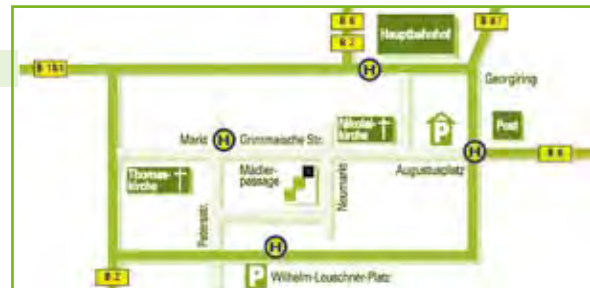 B 6
B 2
Hauptbahnhof
B 87
B 181
H
Georgiring
Markt
H
Grimmaische Str.
Nikolai-
kirche
P
Post
H
B 6
Thomas-
kirche
Mädler-
passage
Neumarkt
Augustusplatz
Petersstr.
H
B 2
P
Wilhelm-Leuschner-Platz